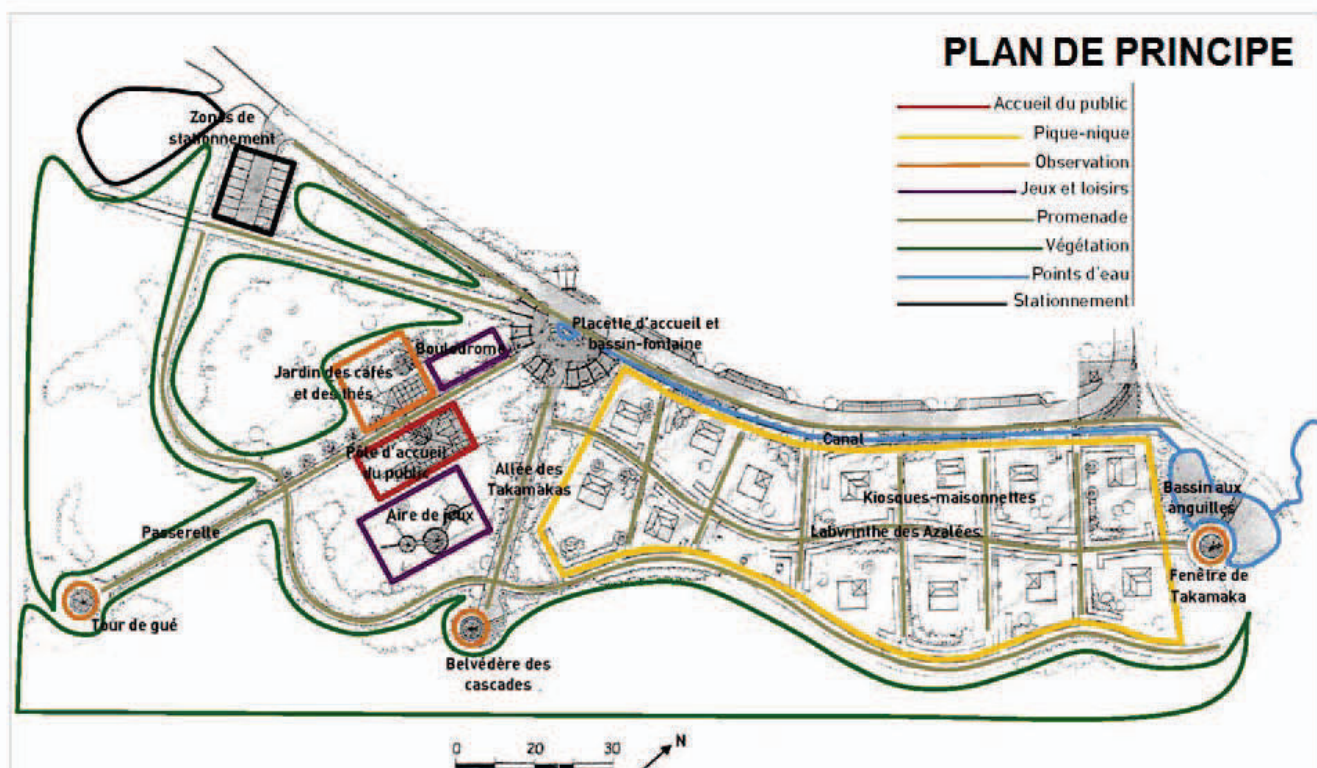 PLAN DE PRINCIPE
Accueil du public
Pique-nique
Observation
Jeux et loisirs
Promenade
Végétation
Points d'eau
Stationnement
Zones de
stationnement
Placette d'accueil et
bassin-fontaine
Boulodrome
Jardin des cafés
et des thés
Pôle d'accueil
du public
Allée des
Takamakas
Aire de jeux
Canal
Kiosques-maisonnettes
Labyrinthe des Azalées
Bassin aux
anguilles
Fenêtre de
Takamaka
Passerelle
Tour de gué
Belvédère des
cascades
0 20 30
N